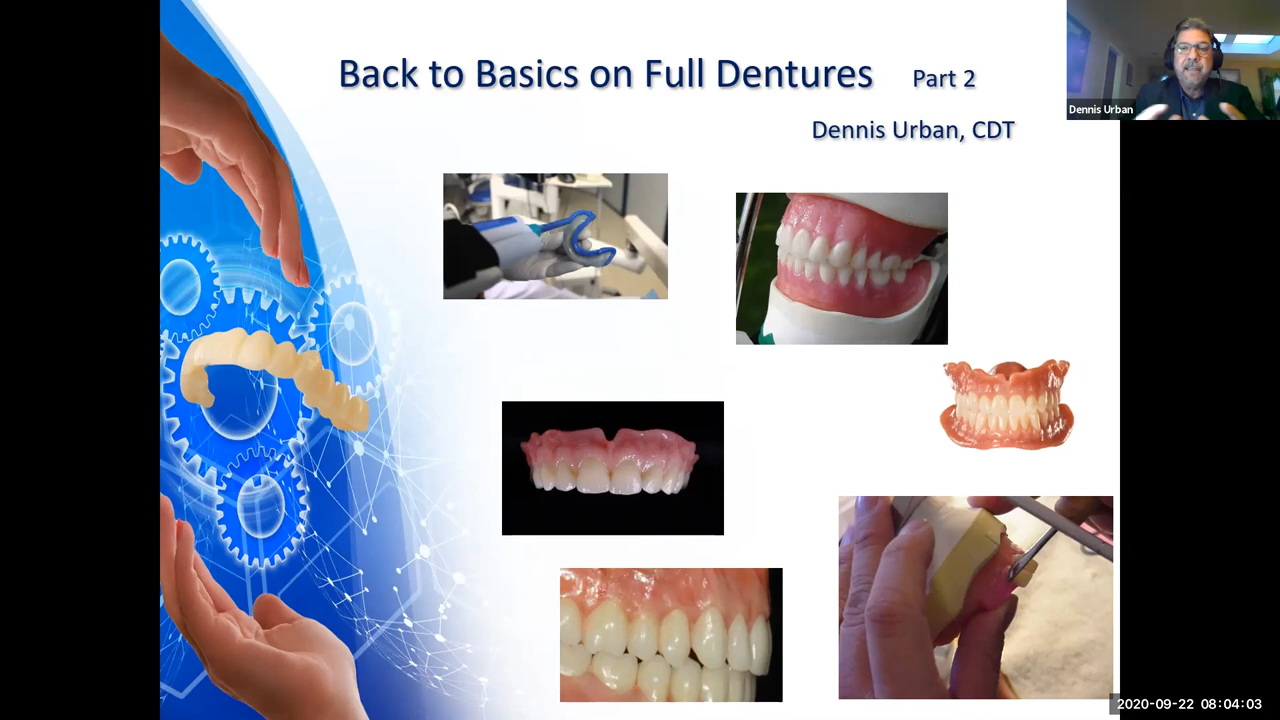 Back to Basics on Full Dentures Part 2
Dennis Urban, CDT
Dennis Urban
2020-09-22 08:04:03